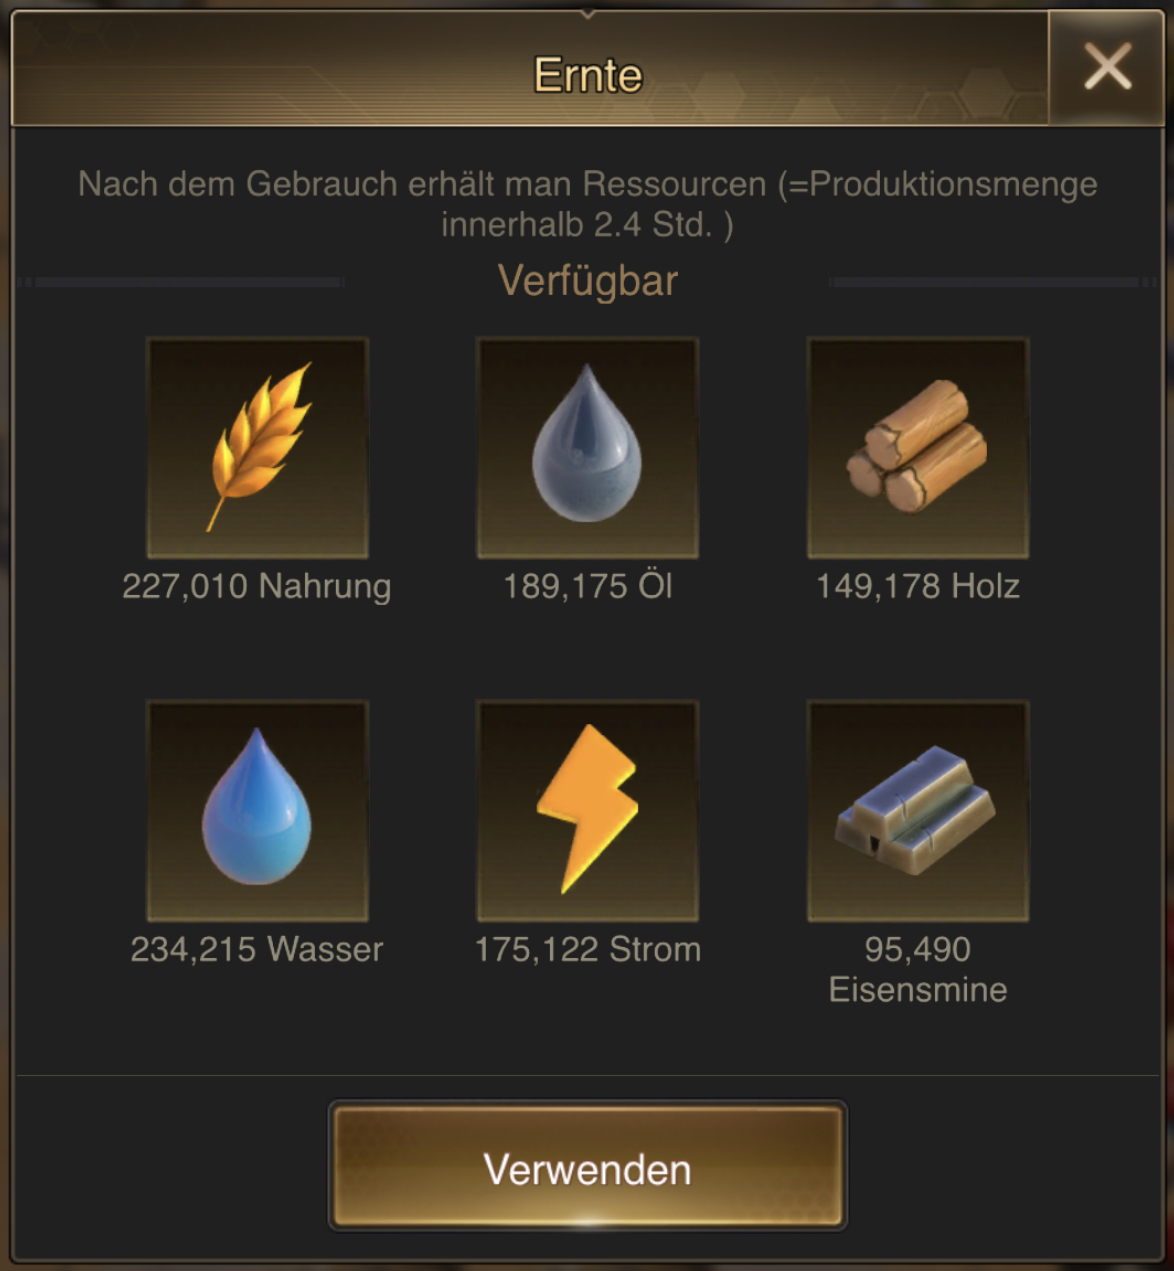 Ernte
Nach dem Gebrauch erhält man Ressourcen (=Produktionsmenge
innerhalb 2.4 Std. )
Verfügbar
227,010 Nahrung
189,175 Öl
149,178 Holz
234,215 Wasser
175,122 Strom
95,490
Eisensmine
Verwenden